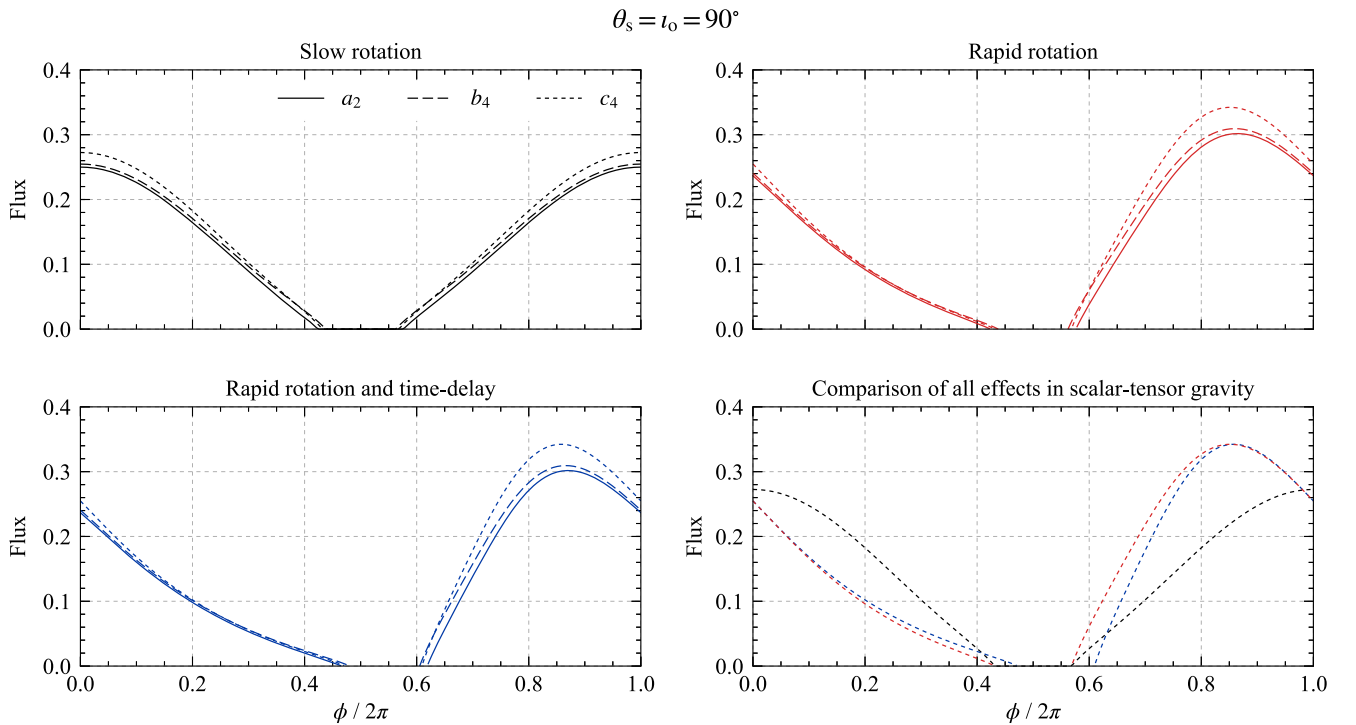 θs = ιo = 90°
Slow rotation
0.4
0.3
0.2
0.1
0.0
Flux
a2 b4 c4
Rapid rotation
0.4
0.3
0.2
0.1
0.0
Flux
Rapid rotation and time-delay
0.4
0.3
0.2
0.1
0.0
Flux
0.0 0.2 0.4 0.6 0.8 1.0
ϕ / 2π
Comparison of all effects in scalar-tensor gravity
0.4
0.3
0.2
0.1
0.0
Flux
0.0 0.2 0.4 0.6 0.8 1.0
ϕ / 2π